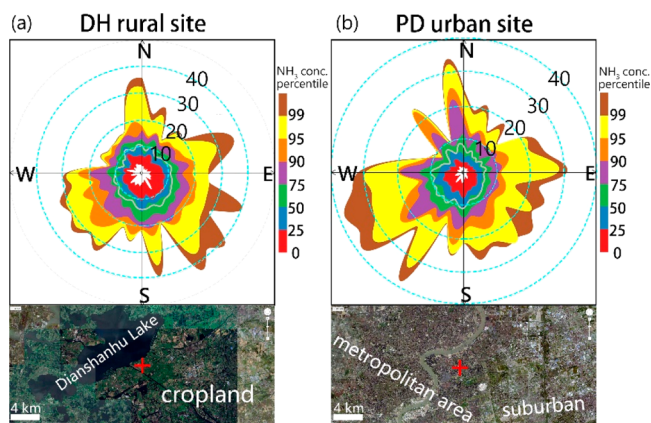 (a) DH rural site
(b) PD urban site
N
40
30
20
10
W
E
S
NH3 conc.
percentile
99
95
90
75
50
25
0
N
40
30
20
10
W
E
S
NH3 conc.
percentile
99
95
90
75
50
25
0
Dianshanhu Lake
cropland
4 km
metropolitan area
suburban
4 km